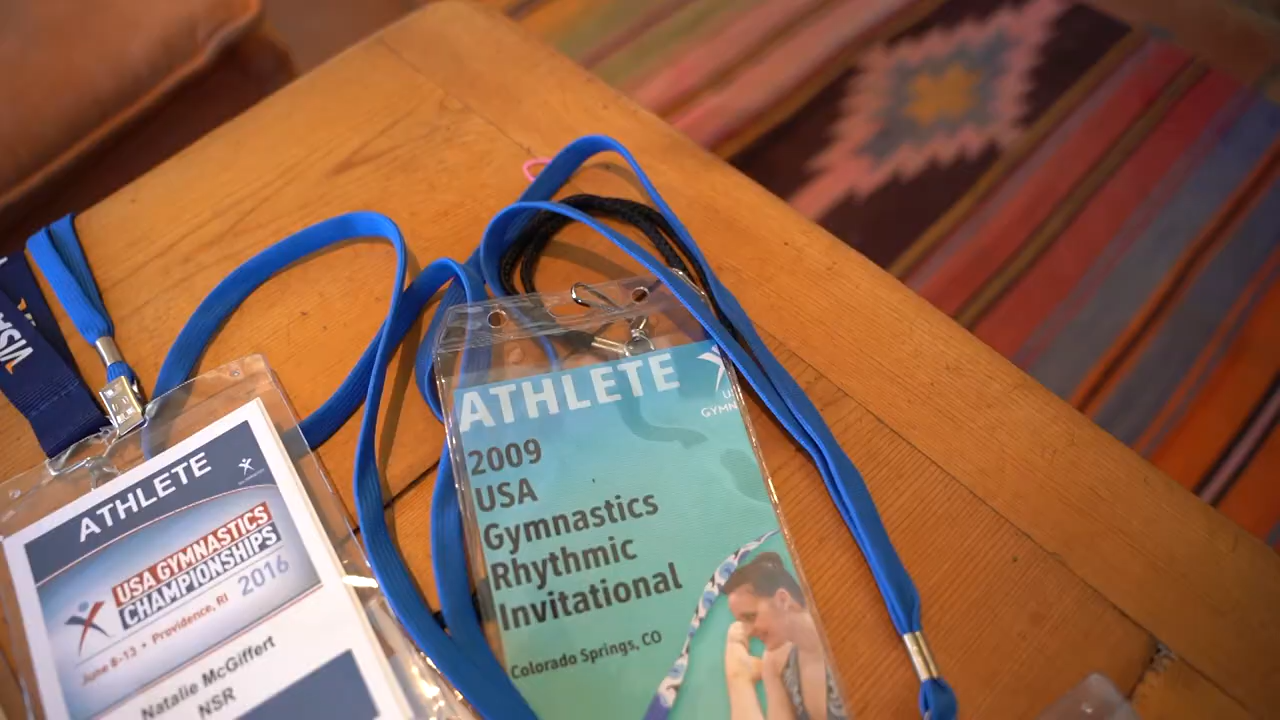 VISA
ATHLETE
USA GYMNASTICS
CHAMPIONSHIPS
2016
June 8-13 • Providence, RI
Natalie McGiffert
NSR
ATHLETE
2009
USA
Gymnastics
Rhythmic
Invitational
Colorado Springs, CO